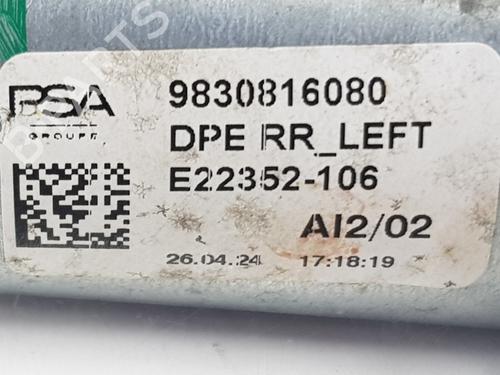 PSA
GROUPE
9830816080
DPE RR_LEFT
E22352-106
AI2/02
26.04.24 17:18:19